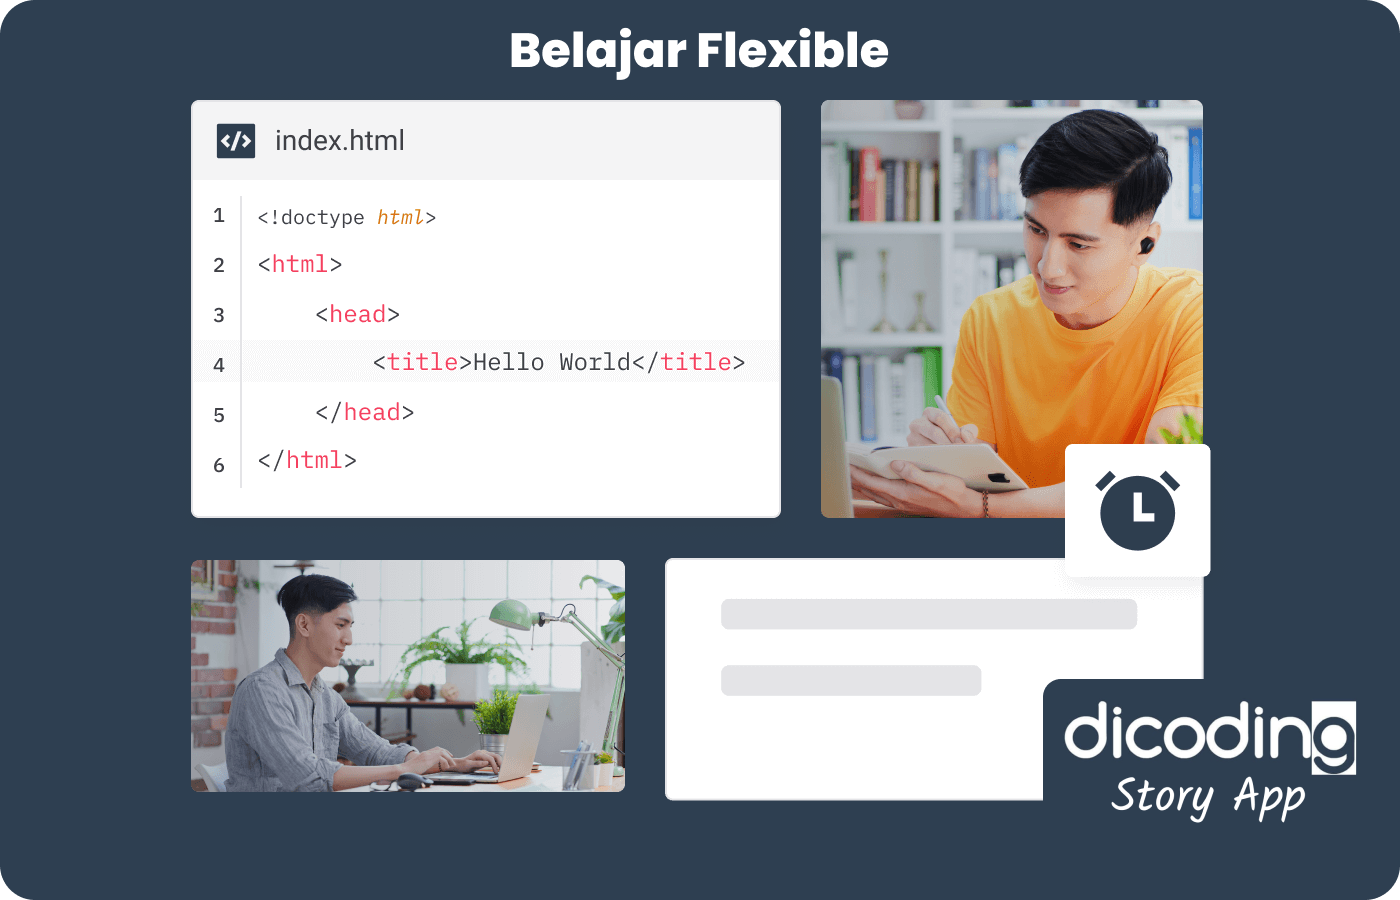 Belajar Flexible
</> index.html
1 <!doctype html>
2 <html>
3 <head>
4 <title>Hello World</title>
5 </head>
6 </html>
dicoding
Story App